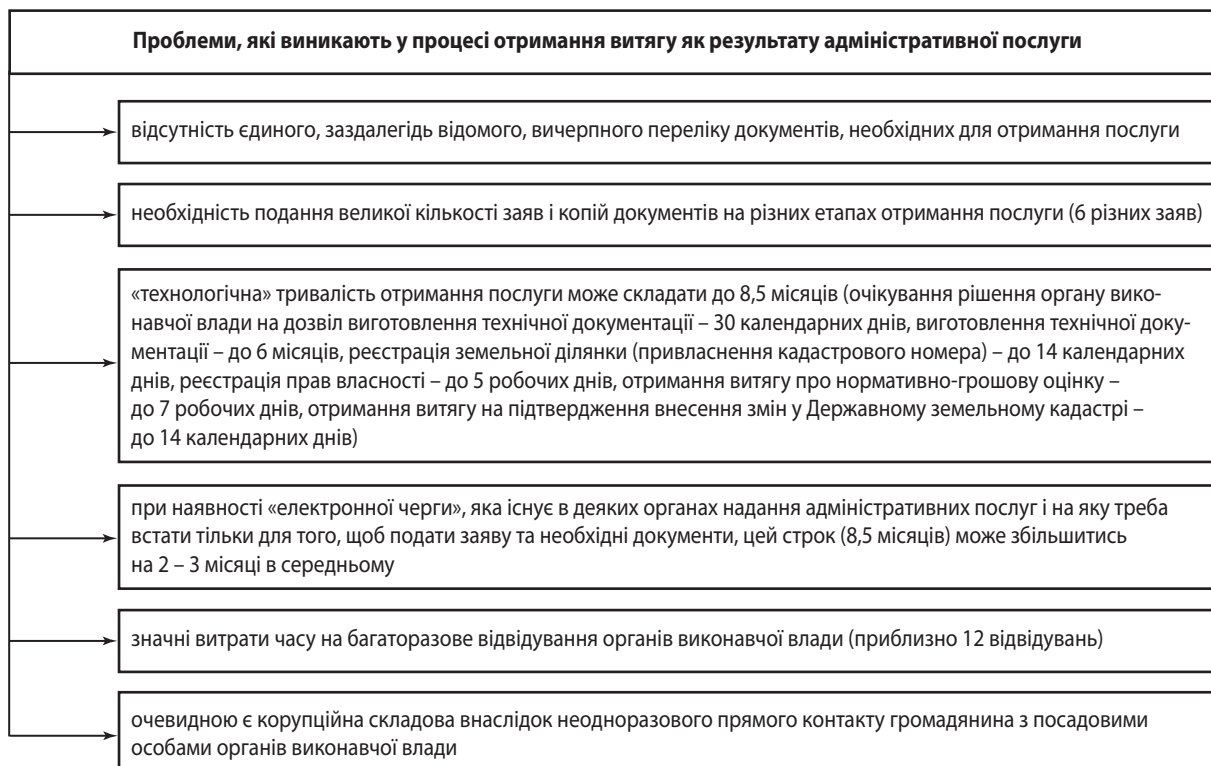 Проблеми, які виникають у процесі отримання витягу як результату адміністративної послуги
відсутність єдиного, заздалегідь відомого, вичерпного переліку документів, необхідних для отримання послуги
необхідність подання великої кількості заяв і копій документів на різних етапах отримання послуги (6 різних заяв)
«технологічна» тривалість отримання послуги може складати до 8,5 місяців (очікування рішення органу вико-
навчої влади на дозвіл виготовлення технічної документації – 30 календарних днів, виготовлення технічної доку-
ментації – до 6 місяців, реєстрація земельної ділянки (привласнення кадастрового номера) – до 14 календарних
днів, реєстрація прав власності – до 5 робочих днів, отримання витягу про нормативно-грошову оцінку –
до 7 робочих днів, отримання витягу на підтвердження внесення змін у Державному земельному кадастрі –
до 14 календарних днів)
при наявності «електронної черги», яка існує в деяких органах надання адміністративних послуг і на яку треба
встати тільки для того, щоб подати заяву та необхідні документи, цей строк (8,5 місяців) може збільшитись
на 2 – 3 місяці в середньому
значні витрати часу на багаторазове відвідування органів виконавчої влади (приблизно 12 відвідувань)
очевидною є корупційна складова внаслідок неодноразового прямого контакту громадянина з посадовими
особами органів виконавчої влади